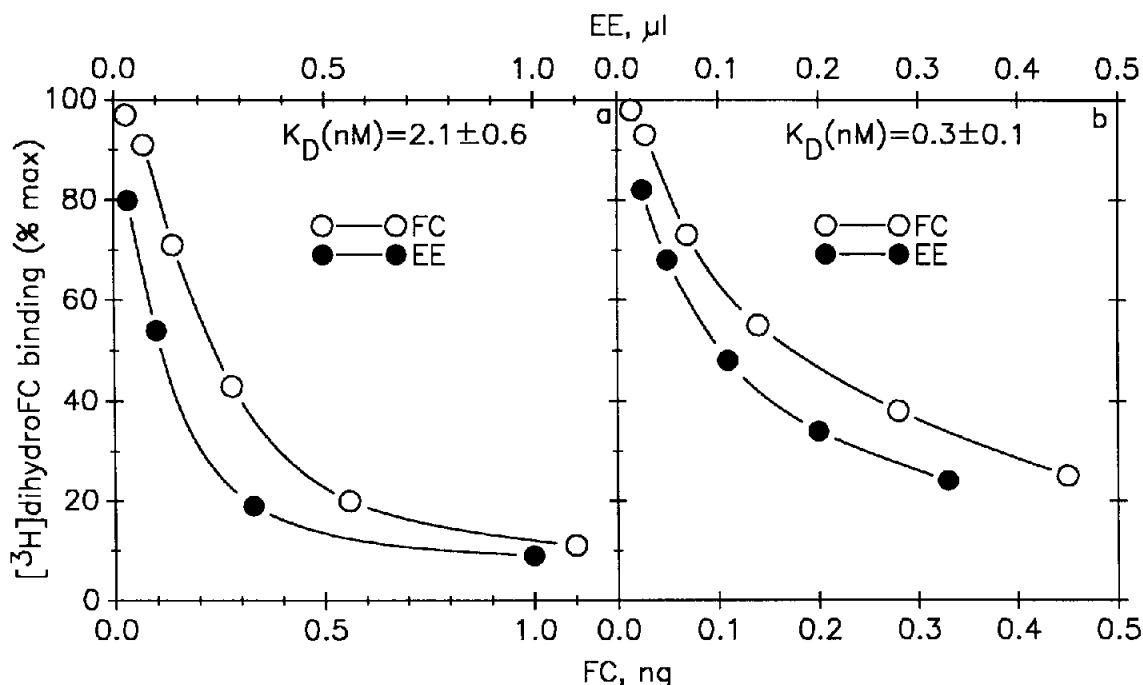 EE, μl
0.0 0.5 1.0 0.0 0.1 0.2 0.3 0.4 0.5
100 a b
K_D(nM)=2.1±0.6 K_D(nM)=0.3±0.1
80
FC FC
EE EE
60
40
20
0
[³H]dihydroFC binding (% max)
0.0 0.5 1.0 0.0 0.1 0.2 0.3 0.4 0.5
FC, ng